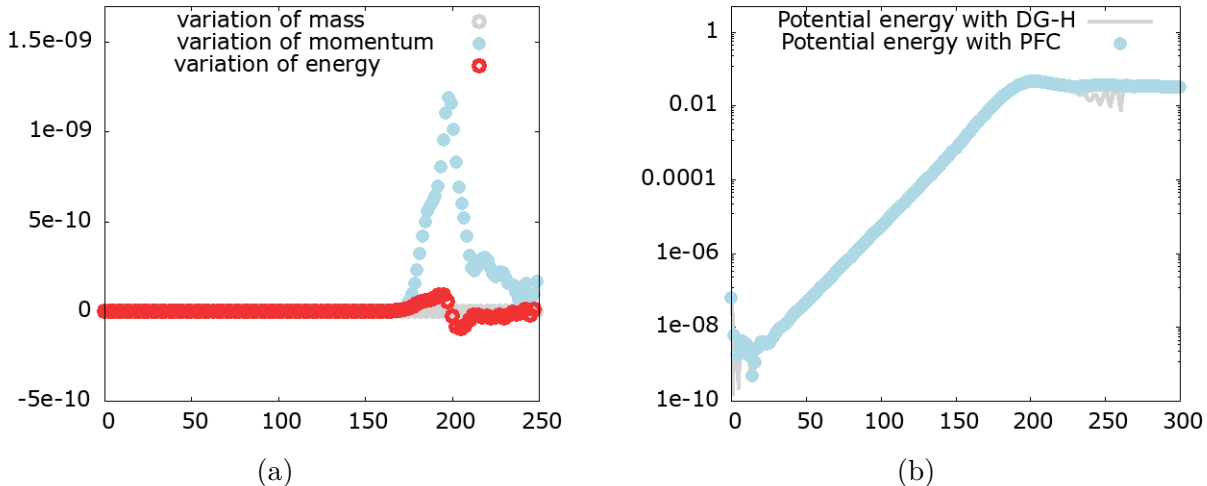 variation of mass
variation of momentum
variation of energy
1.5e-09
1e-09
5e-10
0
-5e-10
0 50 100 150 200 250
(a)
Potential energy with DG-H
Potential energy with PFC
1
0.01
0.0001
1e-06
1e-08
1e-10
0 50 100 150 200 250 300
(b)